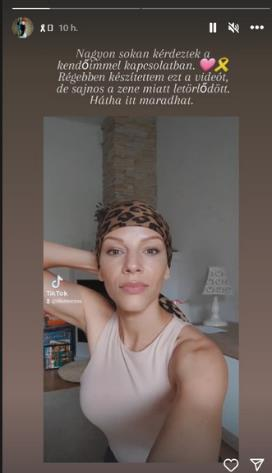 10 h.
Nagyon sokan kérdeztek a
kendőimmel kapcsolatban. 🩷🎗️
Régebben készítettem ezt a videót,
de sajnos a zene miatt letörlődött.
Hátha itt maradhat.
TikTok